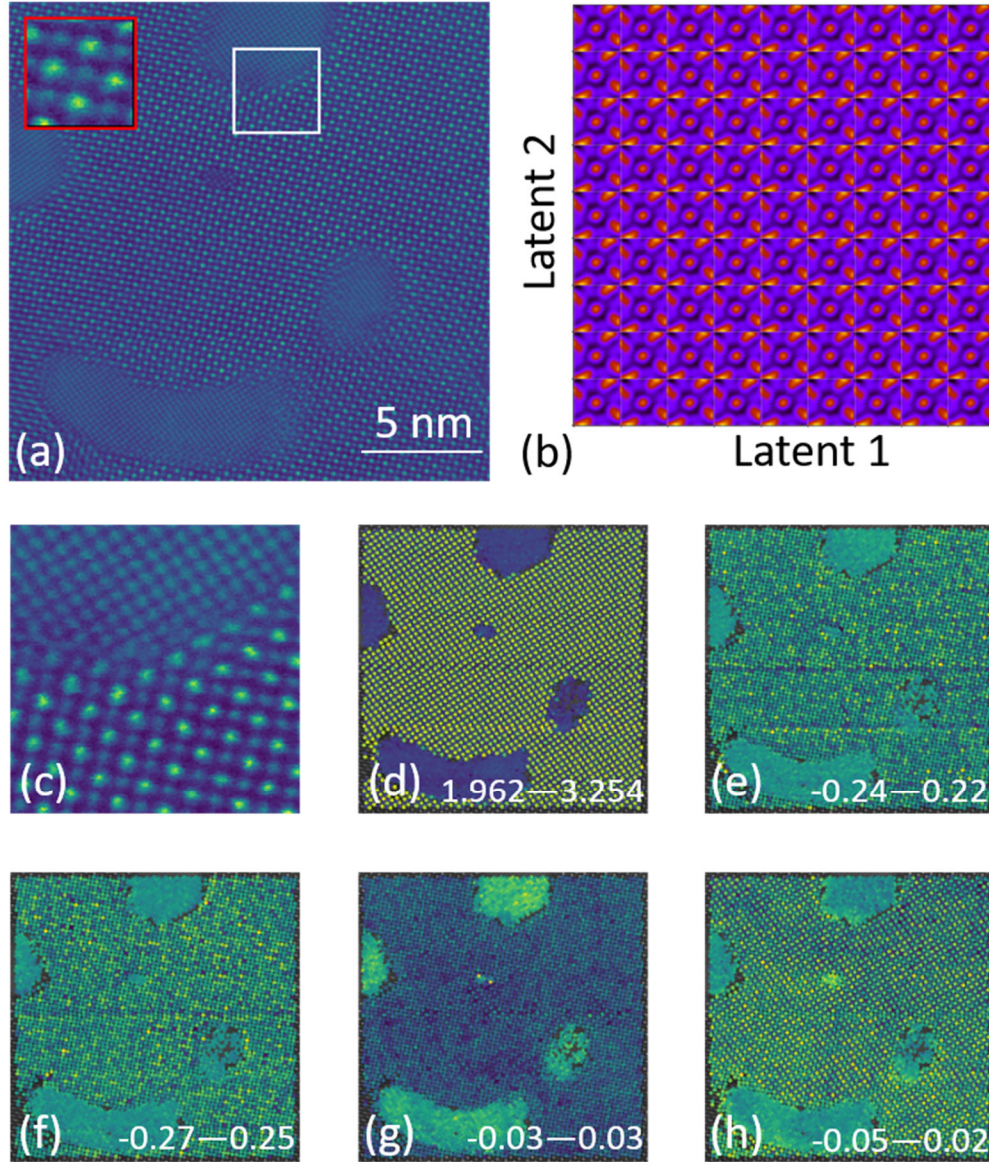 (a)
5 nm
Latent 2
(b)
Latent 1
(c)
(d)
1.962—3.254
(e)
-0.24—0.22
(f)
-0.27—0.25
(g)
-0.03—0.03
(h)
-0.05—0.02